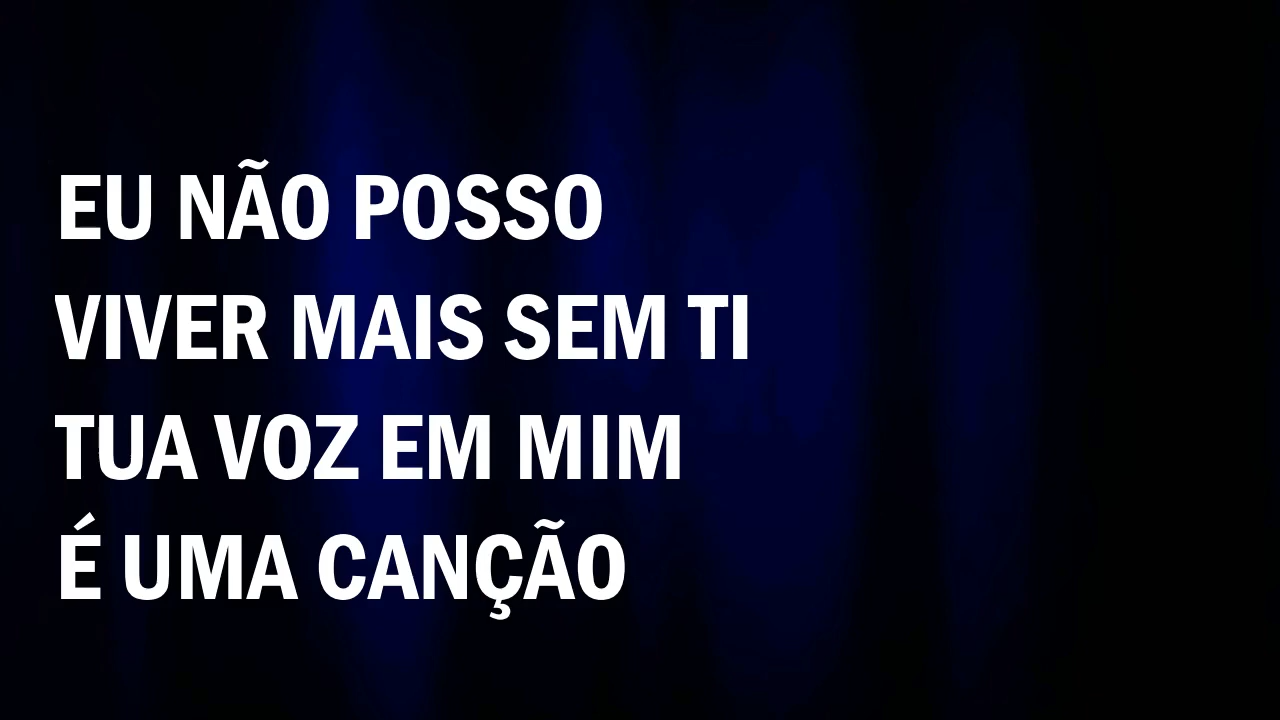 EU NÃO POSSO
VIVER MAIS SEM TI
TUA VOZ EM MIM
É UMA CANÇÃO